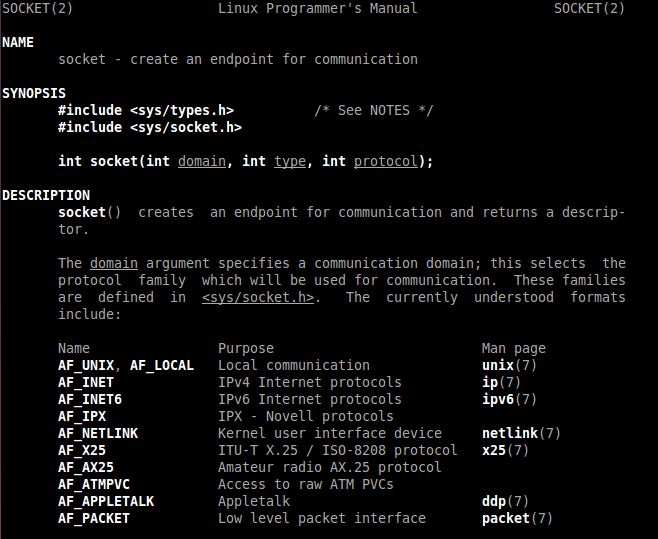 SOCKET(2) Linux Programmer's Manual SOCKET(2)
NAME
socket - create an endpoint for communication
SYNOPSIS
#include <sys/types.h> /* See NOTES */
#include <sys/socket.h>
int socket(int domain, int type, int protocol);
DESCRIPTION
socket() creates an endpoint for communication and returns a descrip-
tor.
The domain argument specifies a communication domain; this selects the
protocol family which will be used for communication. These families
are defined in <sys/socket.h>. The currently understood formats
include:
Name Purpose Man page
AF_UNIX, AF_LOCAL Local communication unix(7)
AF_INET IPv4 Internet protocols ip(7)
AF_INET6 IPv6 Internet protocols ipv6(7)
AF_IPX IPX - Novell protocols
AF_NETLINK Kernel user interface device netlink(7)
AF_X25 ITU-T X.25 / ISO-8208 protocol x25(7)
AF_AX25 Amateur radio AX.25 protocol
AF_ATMPVC Access to raw ATM PVCs
AF_APPLETALK Appletalk ddp(7)
AF_PACKET Low level packet interface packet(7)